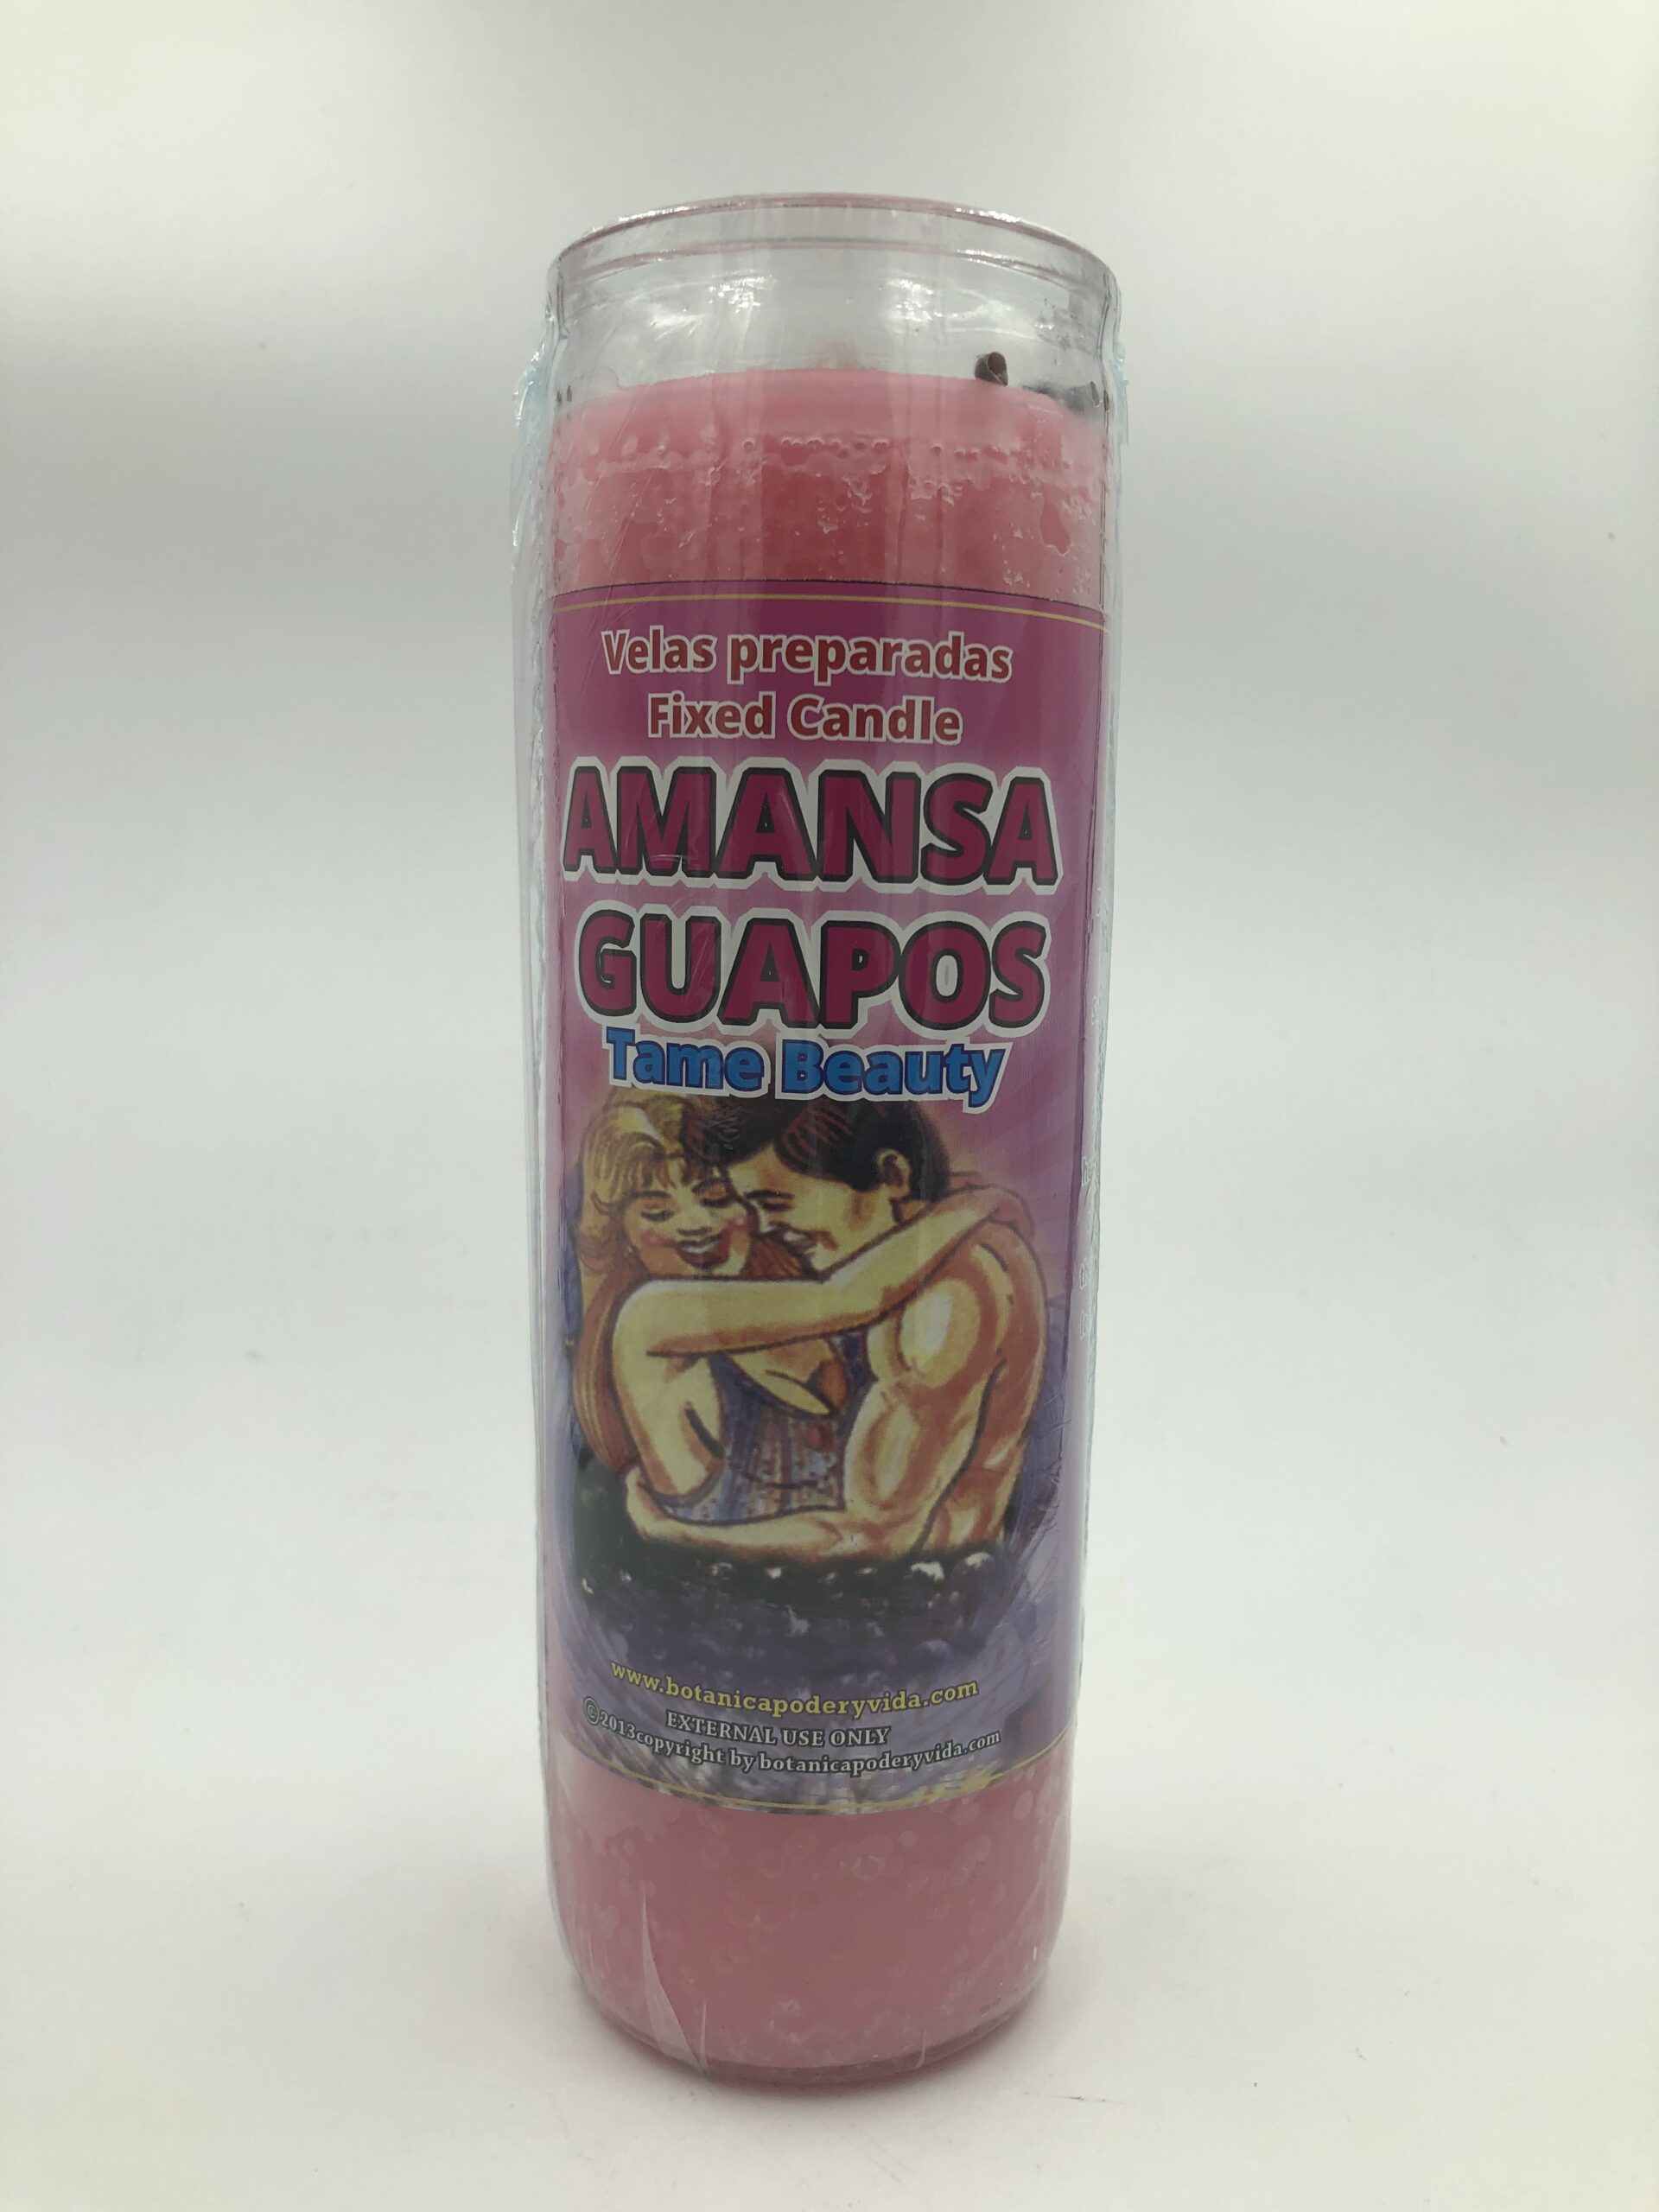 Velas preparadas
Fixed Candle
AMANSA
GUAPOS
Tame Beauty
www.botanicapoderyvida.com
EXTERNAL USE ONLY
©2013copyright by botanicapoderyvida.com